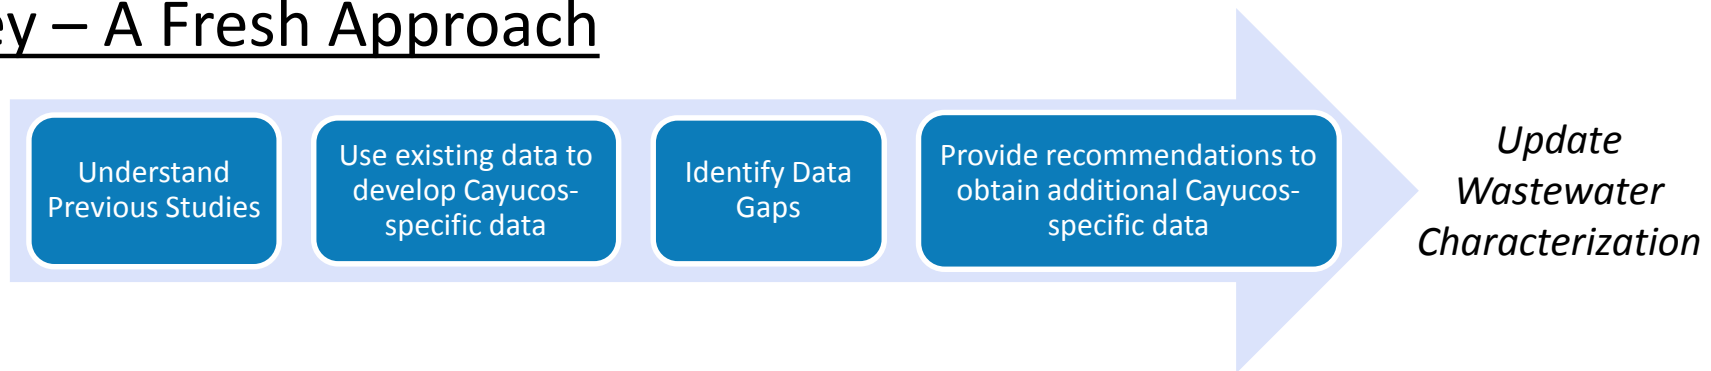 – A Fresh Approach
Understand
Previous Studies
Use existing data to
develop Cayucos-
specific data
Identify Data
Gaps
Provide recommendations to
obtain additional Cayucos-
specific data
Update
Wastewater
Characterization